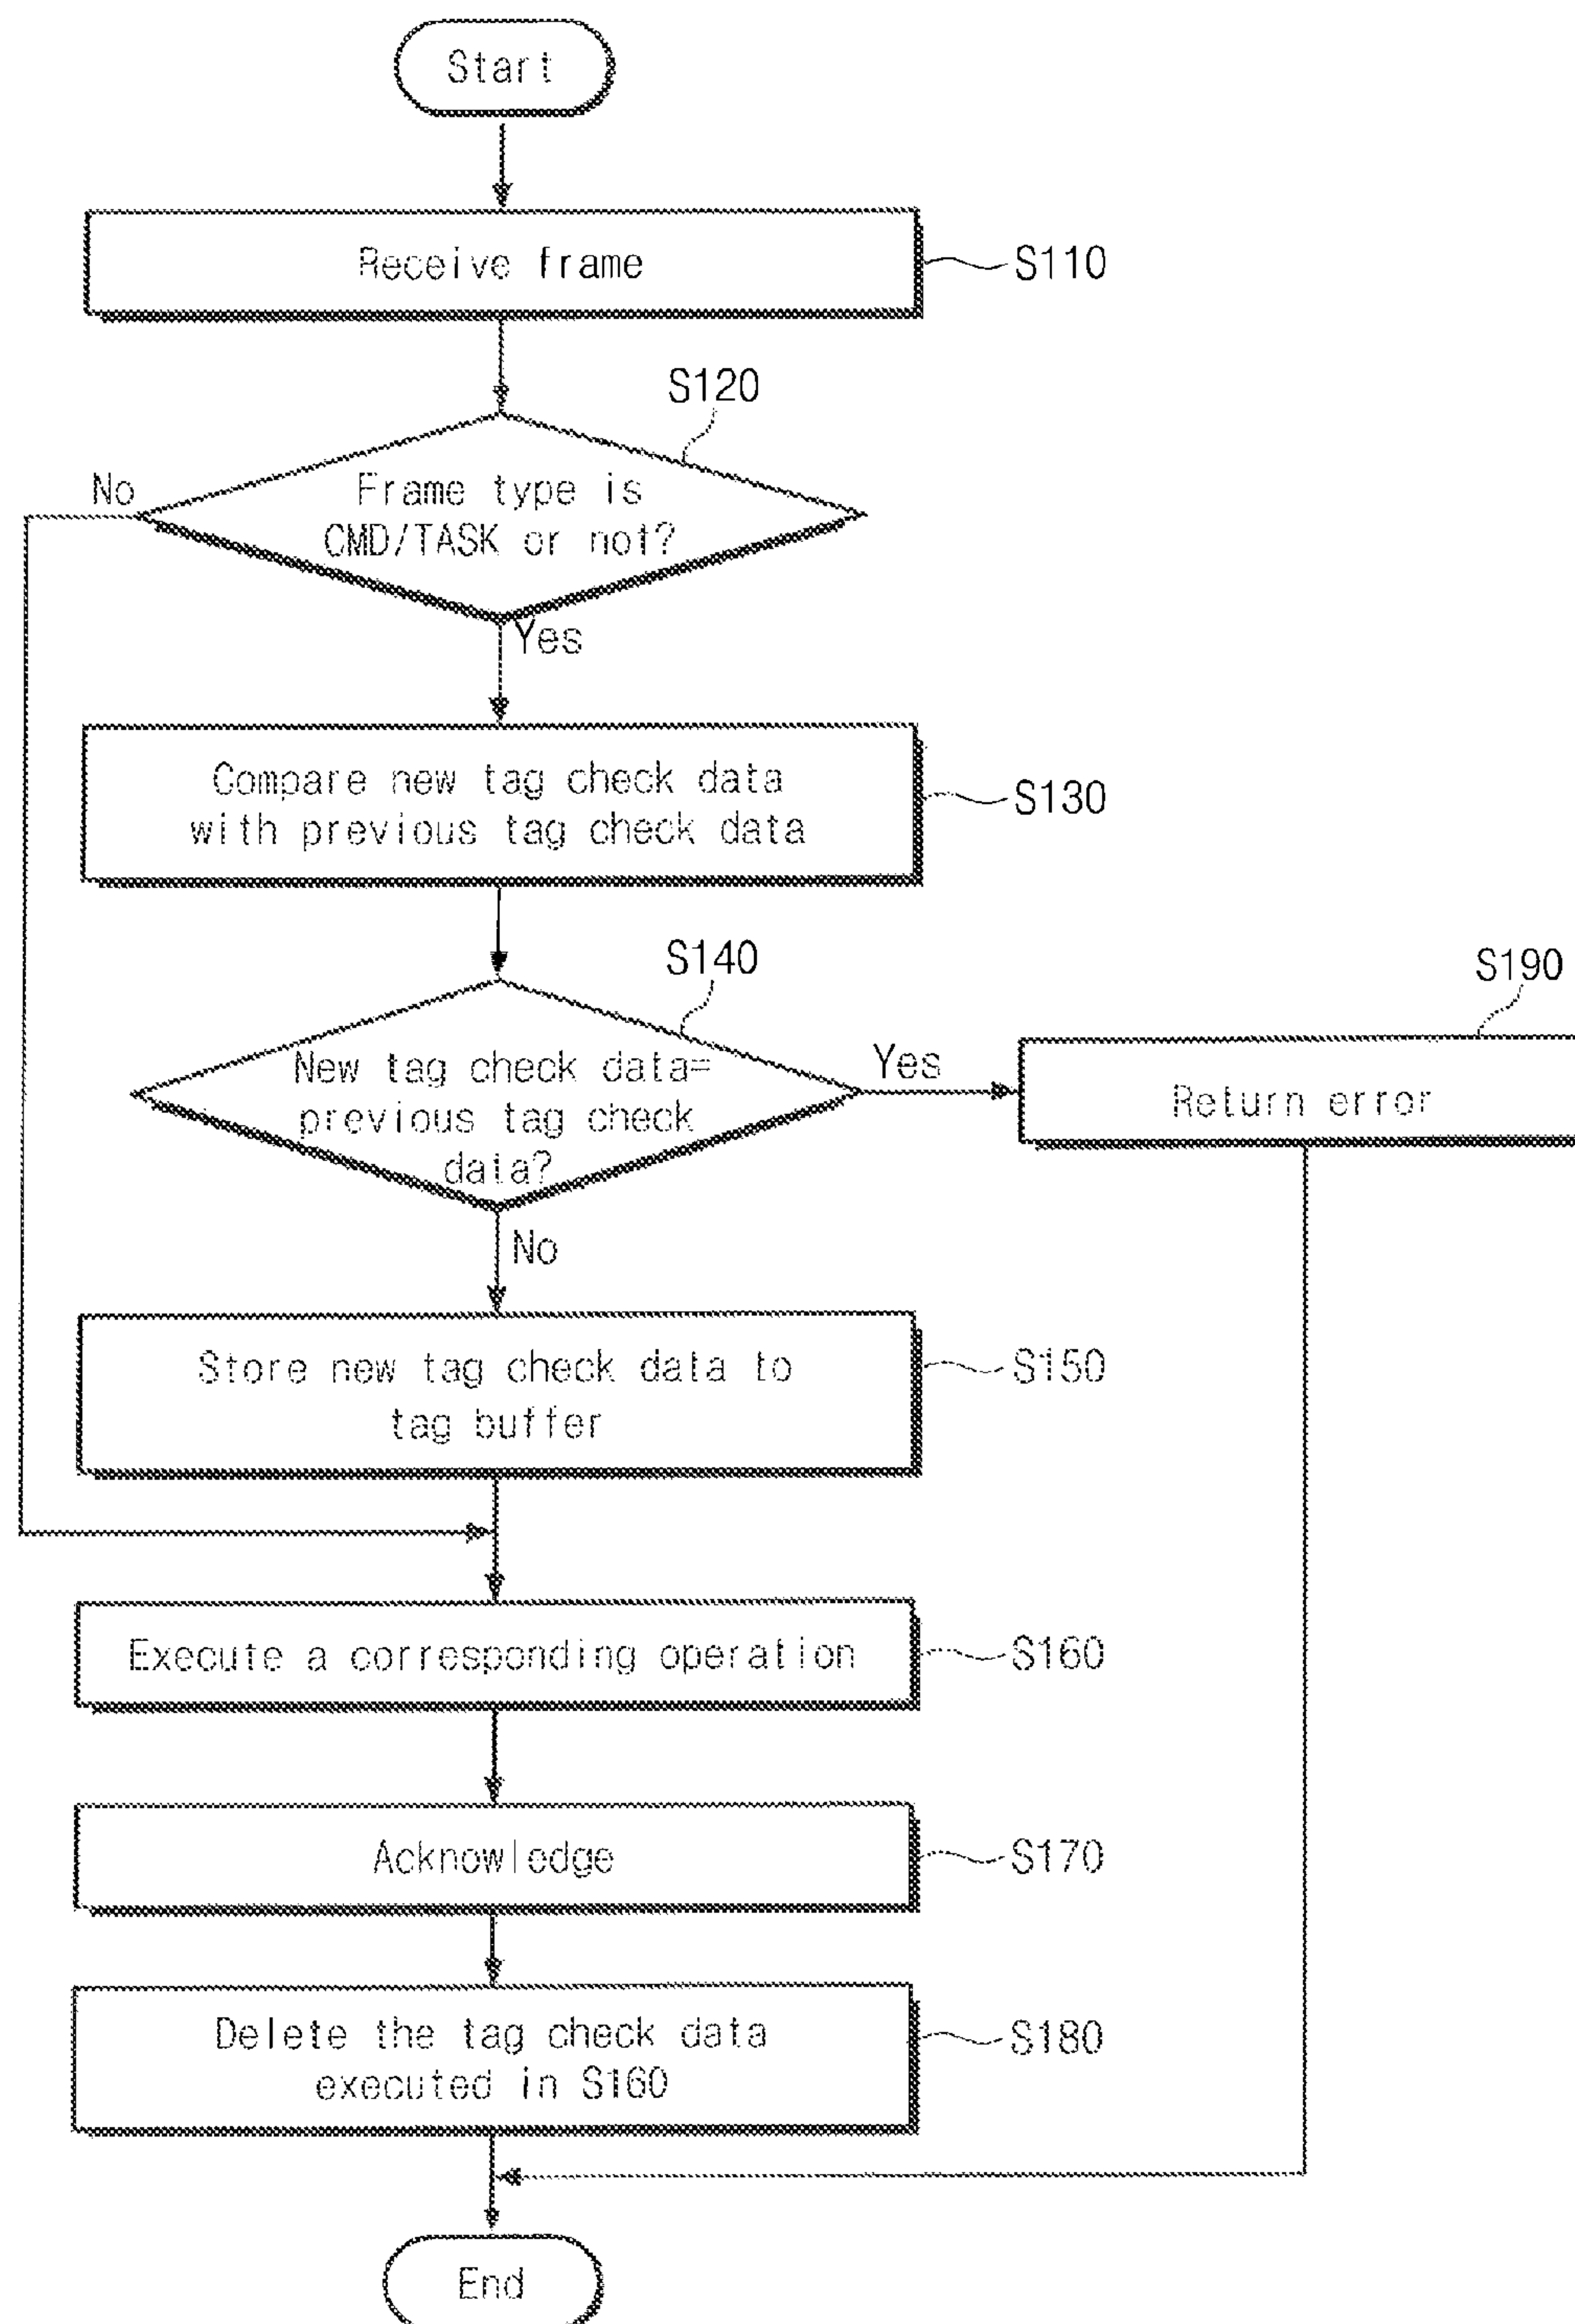 Start
Receive frame
S110
S120
No
Frame type is
CMD/TASK or not?
Yes
Compare new tag check data
with previous tag check data
S130
S140
S190
New tag check data=
previous tag check
data?
Yes
Return error
No
Store new tag check data to
tag buffer
S150
Execute a corresponding operation
S160
Acknowledge
S170
Delete the tag check data
executed in S160
S180
End